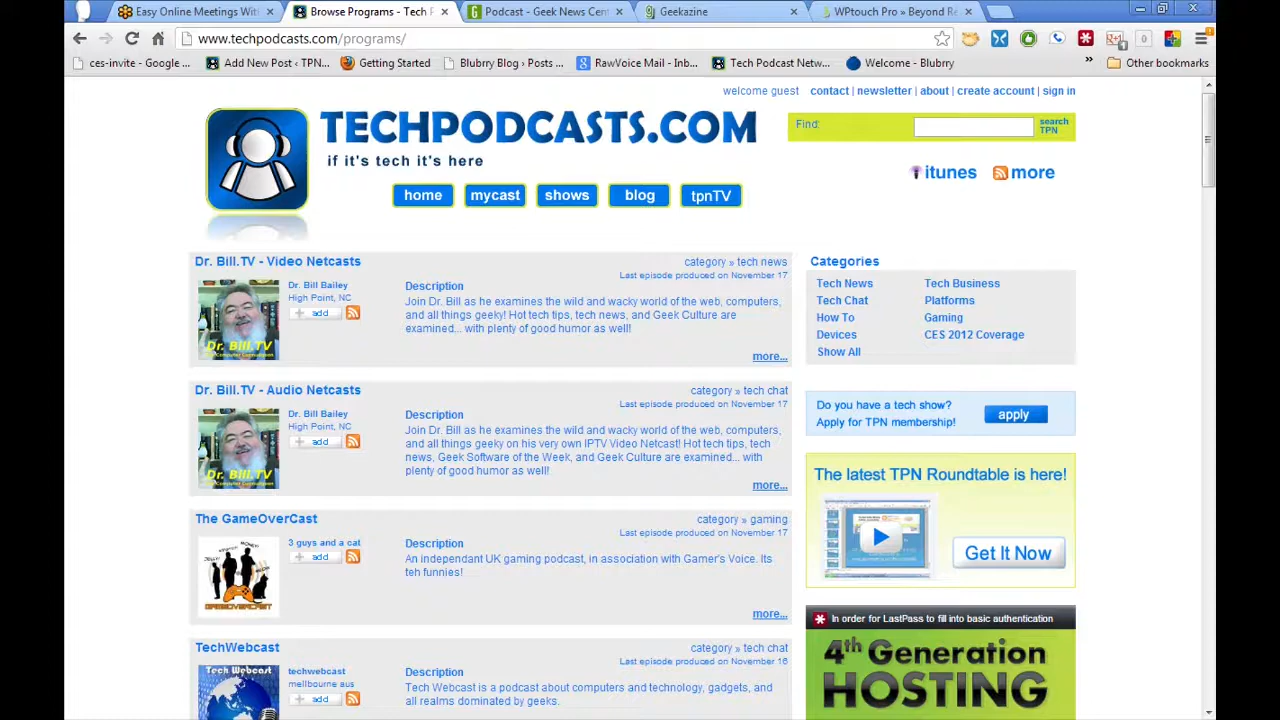 Easy Online Meetings With
Browse Programs - Tech P
Podcast - Geek News Cent
Geekazine
WPtouch Pro » Beyond Re
www.techpodcasts.com/programs/
ces-invite - Google ...
Add New Post ‹ TPN...
Getting Started
Blubrry Blog › Posts ...
RawVoice Mail - Inb...
Tech Podcast Netw...
Welcome - Blubrry
»
Other bookmarks
welcome guest contact | newsletter | about | create account | sign in
TECHPODCASTS.COM
if it's tech it's here
Find:
search
TPN
itunes
more
home
mycast
shows
blog
tpnTV
Dr. Bill.TV - Video Netcasts
category » tech news
Last episode produced on November 17
Dr. Bill Bailey
High Point, NC
+ add
Dr. Bill.TV
Description
Join Dr. Bill as he examines the wild and wacky world of the web, computers,
and all things geeky! Hot tech tips, tech news, and Geek Culture are
examined... with plenty of good humor as well!
more...
Dr. Bill.TV - Audio Netcasts
category » tech chat
Last episode produced on November 17
Dr. Bill Bailey
High Point, NC
+ add
Dr. Bill.TV
Description
Join Dr. Bill as he examines the wild and wacky world of the web, computers,
and all things geeky on his very own IPTV Video Netcast! Hot tech tips, tech
news, Geek Software of the Week, and Geek Culture are examined... with
plenty of good humor as well!
more...
The GameOverCast
category » gaming
Last episode produced on November 17
3 guys and a cat
+ add
GAMEOVERCAST
Description
An independant UK gaming podcast, in association with Gamer's Voice. Its
teh funnies!
more...
TechWebcast
category » tech chat
Last episode produced on November 16
techwebcast
mellbourne aus
+ add
Tech Webcast
Description
Tech Webcast is a podcast about computers and technology, gadgets, and
all realms dominated by geeks.
Categories
Tech News
Tech Business
Tech Chat
Platforms
How To
Gaming
Devices
CES 2012 Coverage
Show All
Do you have a tech show?
Apply for TPN membership!
apply
The latest TPN Roundtable is here!
Get It Now
In order for LastPass to fill into basic authentication
4th Generation
HOSTING